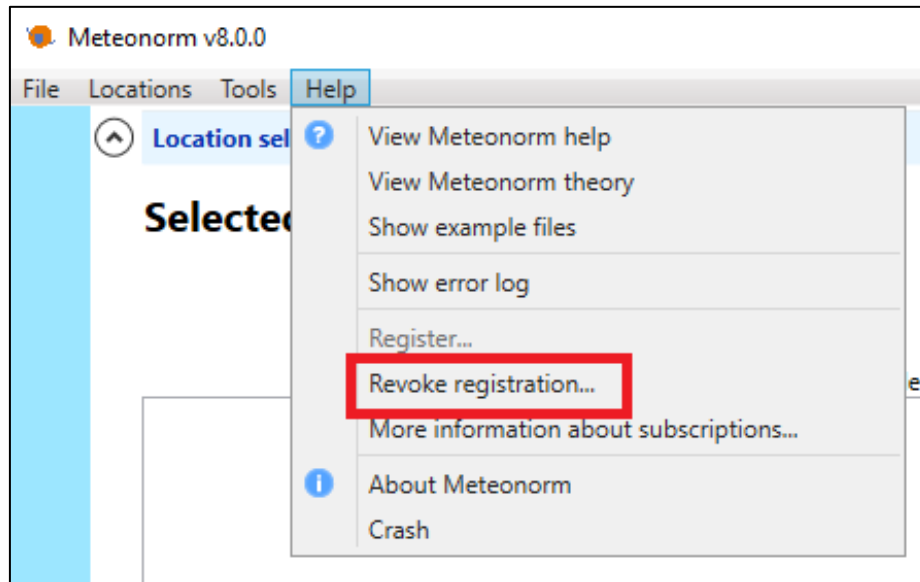 Meteonorm v8.0.0
File Locations Tools Help
Location sel
View Meteonorm help
View Meteonorm theory
Selected
Show example files
Show error log
Register...
Revoke registration...
More information about subscriptions...
About Meteonorm
Crash